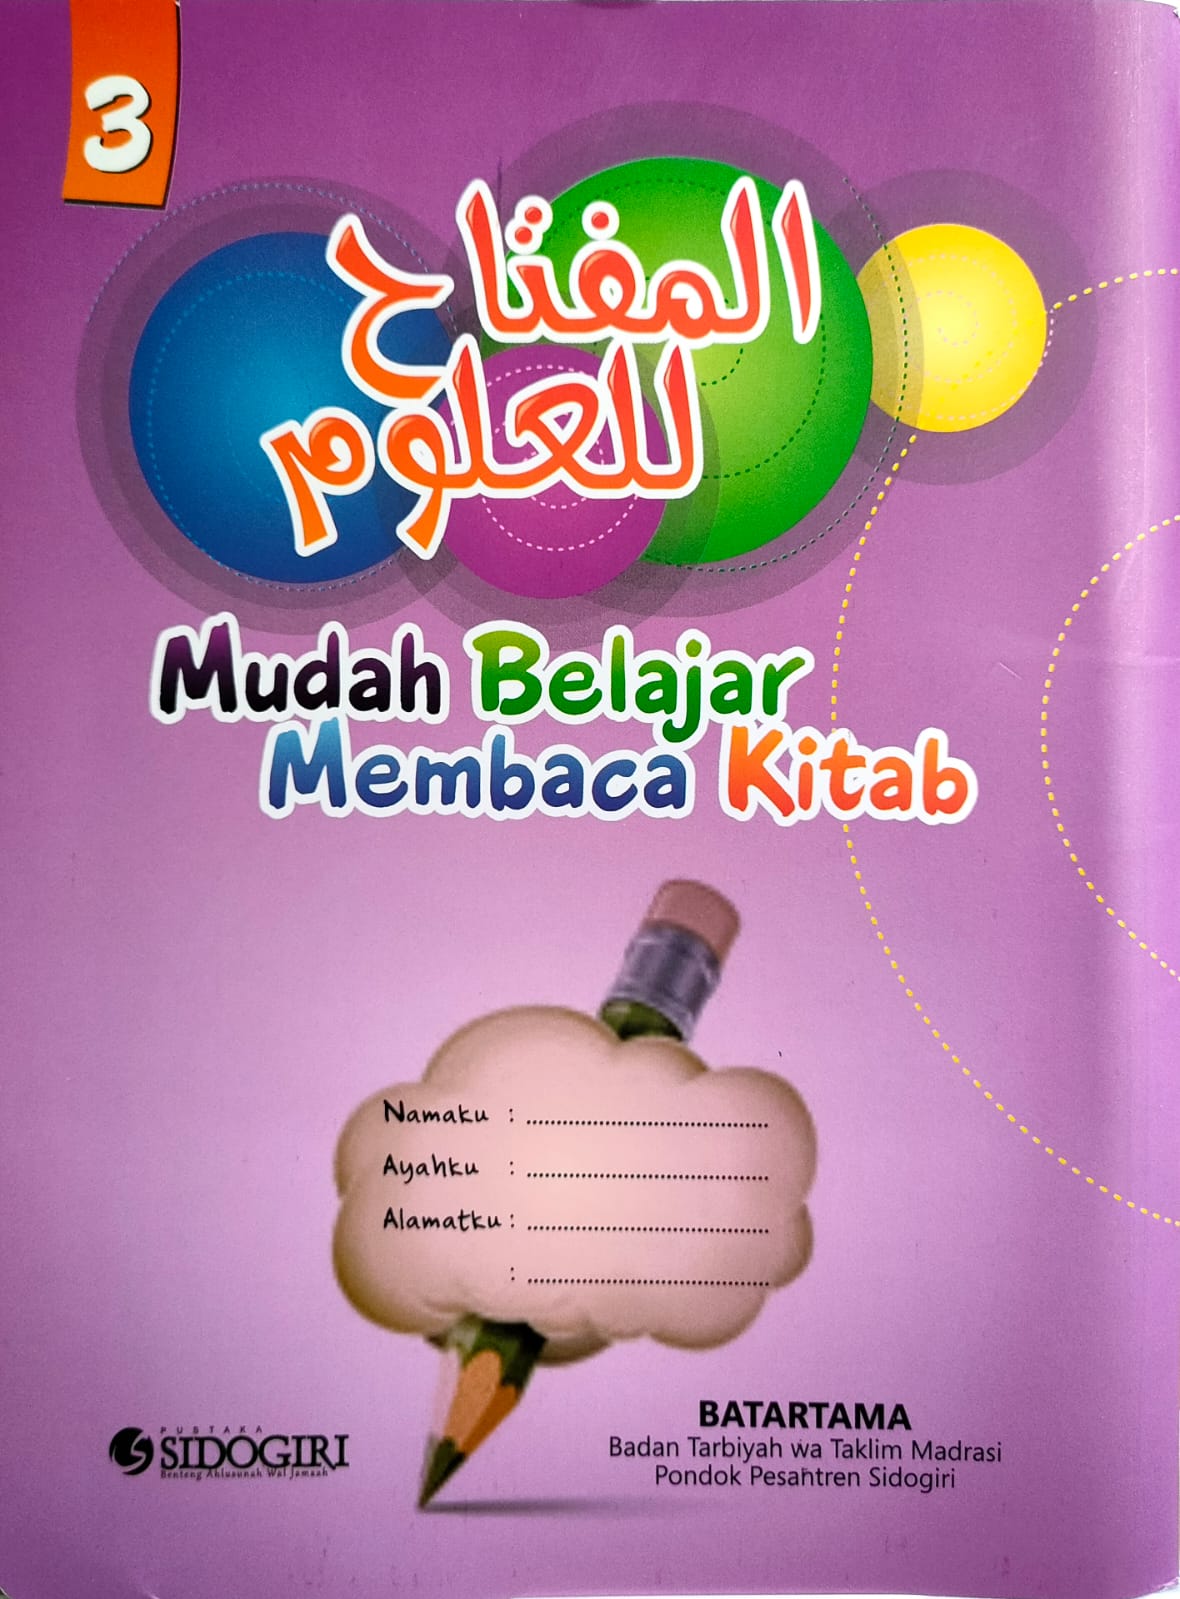 3
المفتاح
للعلوم
Mudah Belajar
Membaca Kitab
Namaku : ........................................
Ayahku : ........................................
Alamatku : ........................................
: ........................................
PUSTAKA
SIDOGIRI
Benteng Ahlusunah Wal Jamaah
BATARTAMA
Badan Tarbiyah wa Taklim Madrasi
Pondok Pesantren Sidogiri